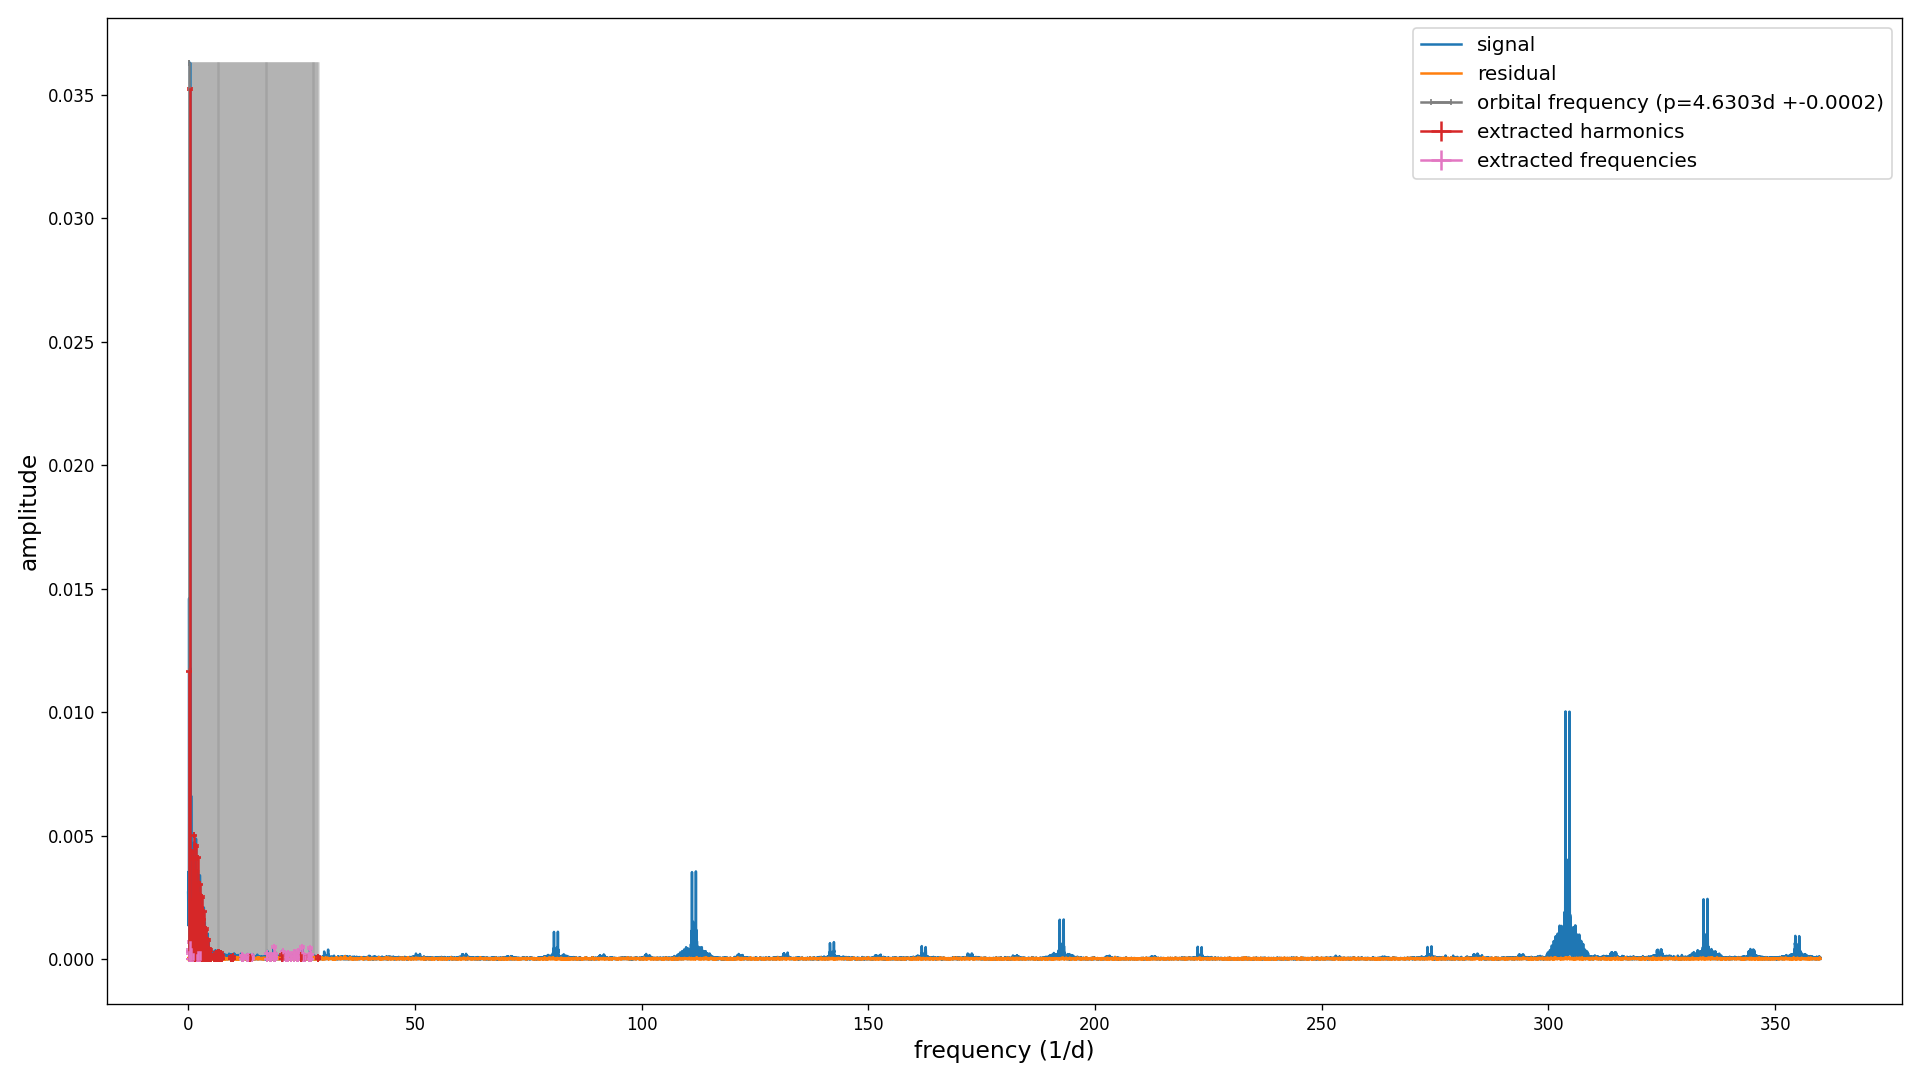 signal
residual
orbital frequency (p=4.6303d +-0.0002)
extracted harmonics
extracted frequencies
0.035
0.030
0.025
0.020
0.015
0.010
0.005
0.000
amplitude
0 50 100 150 200 250 300 350
frequency (1/d)